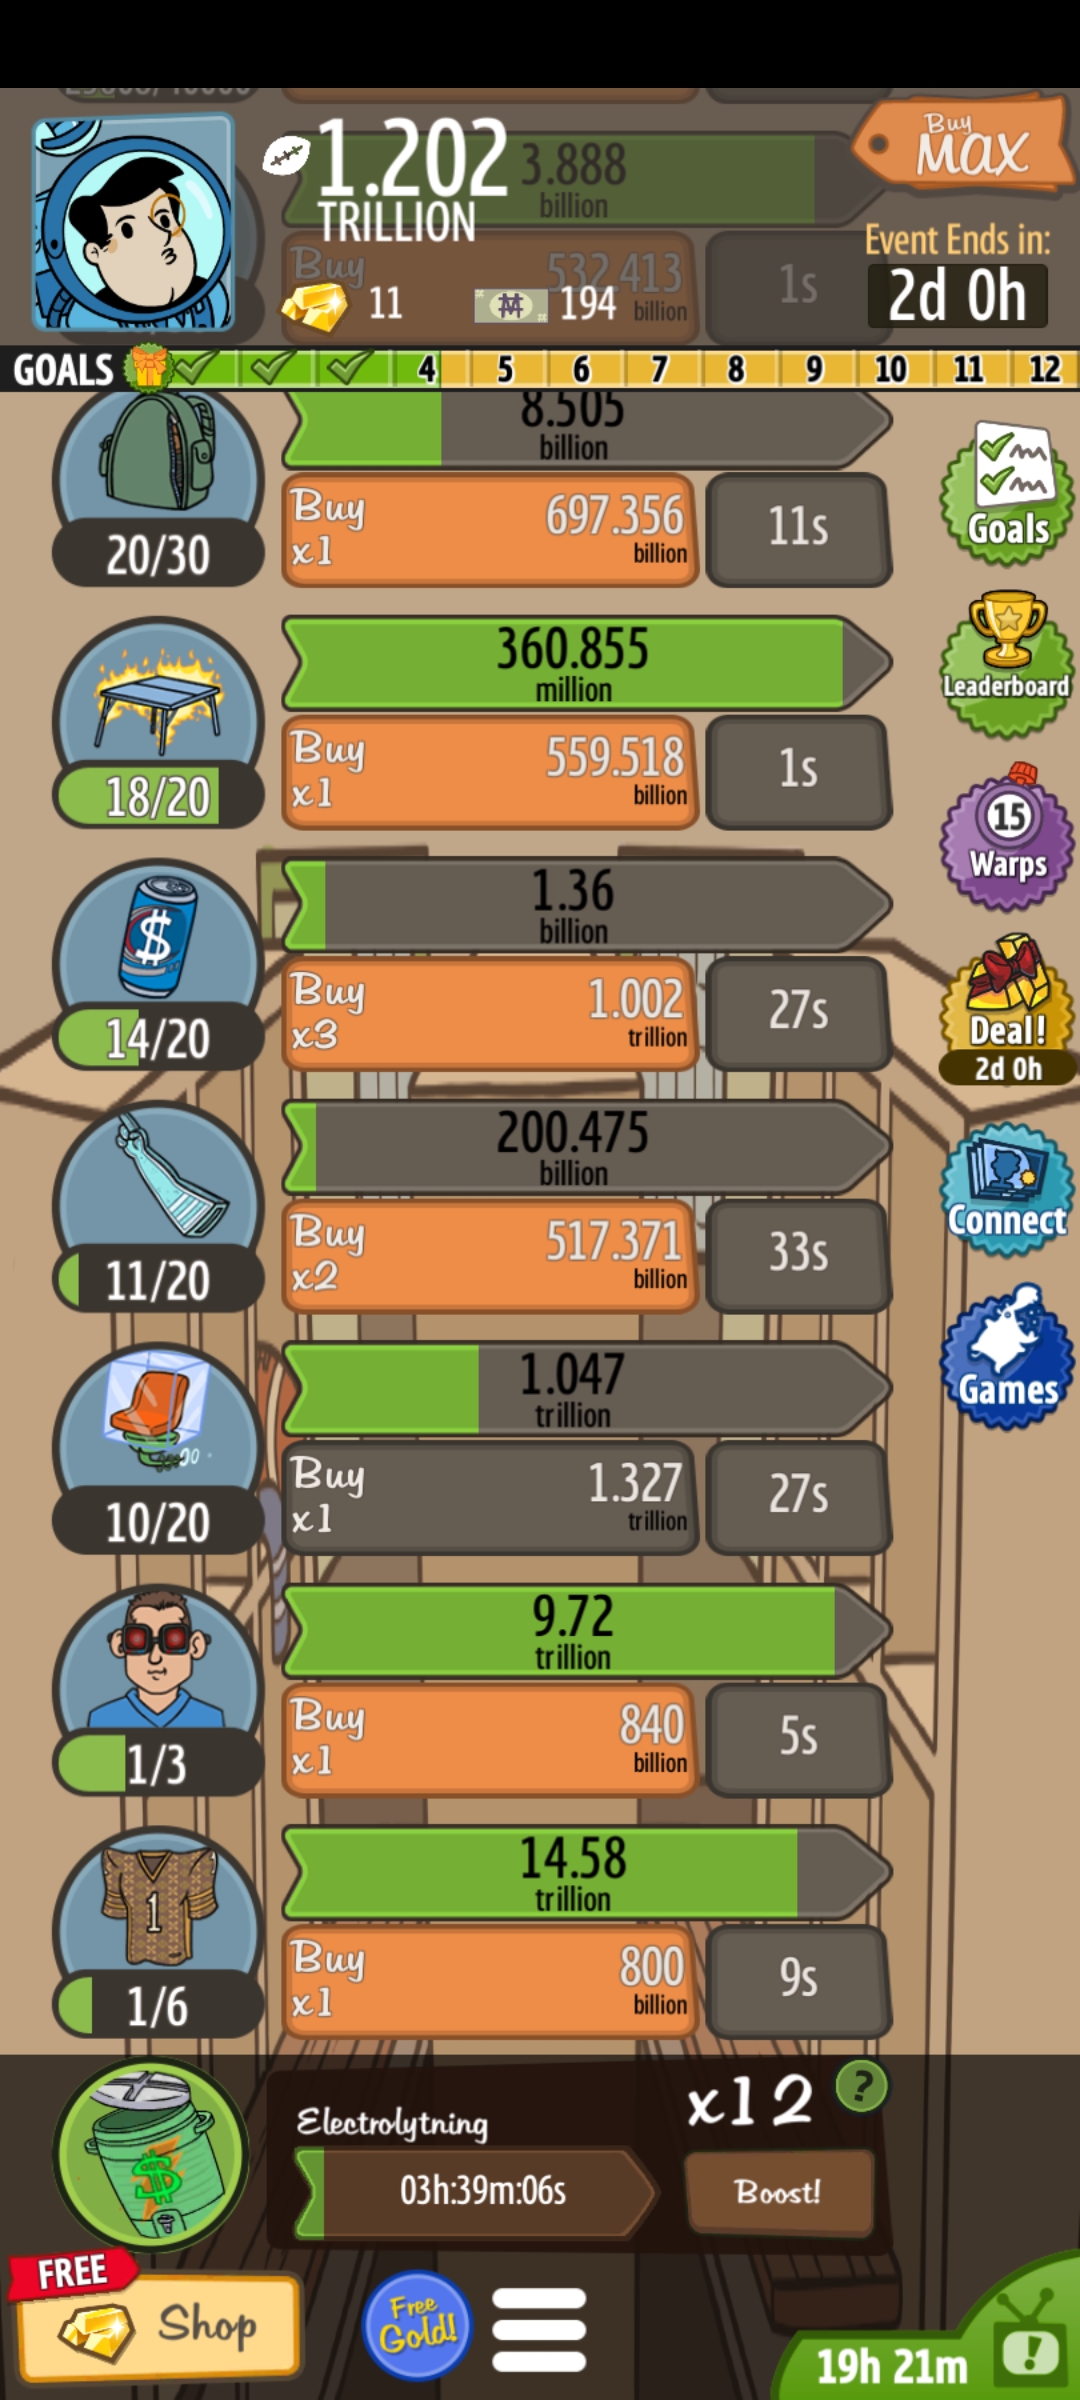 1.202
TRILLION
3.888
billion
Buy
MAX
Event Ends in:
2d 0h
Buy
532.413
billion
1s
11
194
GOALS 4 5 6 7 8 9 10 11 12
8.505
billion
20/30
Buy
x1
697.356
billion
11s
Goals
360.855
million
18/20
Buy
x1
559.518
billion
1s
Leaderboard
15
Warps
$
1.36
billion
14/20
Buy
x3
1.002
trillion
27s
Deal!
2d 0h
200.475
billion
11/20
Buy
x2
517.371
billion
33s
Connect
1.047
trillion
10/20
Buy
x1
1.327
trillion
27s
Games
9.72
trillion
1/3
Buy
x1
840
billion
5s
1
14.58
trillion
1/6
Buy
x1
800
billion
9s
$
Electrolytning
03h:39m:06s
x12
?
Boost!
FREE
Shop
Free
Gold!
19h 21m
!